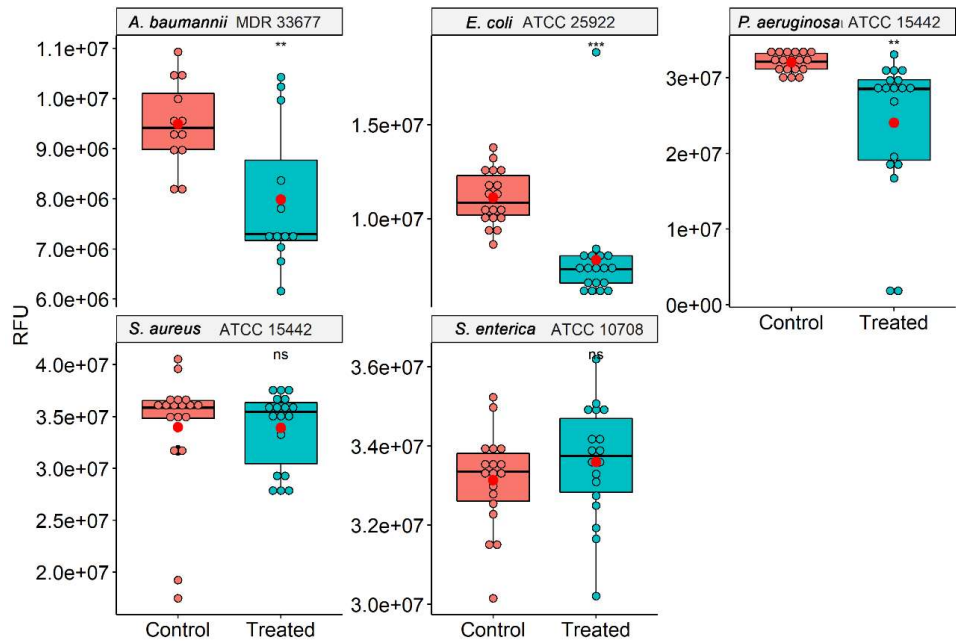 A. baumannii MDR 33677
E. coli ATCC 25922
P. aeruginosa ATCC 15442
**
***
**
1.1e+07
1.0e+07
9.0e+06
8.0e+06
7.0e+06
6.0e+06
1.5e+07
1.0e+07
3e+07
2e+07
1e+07
0e+00
Control
Treated
RFU
S. aureus ATCC 15442
S. enterica ATCC 10708
ns
ns
4.0e+07
3.5e+07
3.0e+07
2.5e+07
2.0e+07
3.6e+07
3.4e+07
3.2e+07
3.0e+07
Control
Treated
Control
Treated